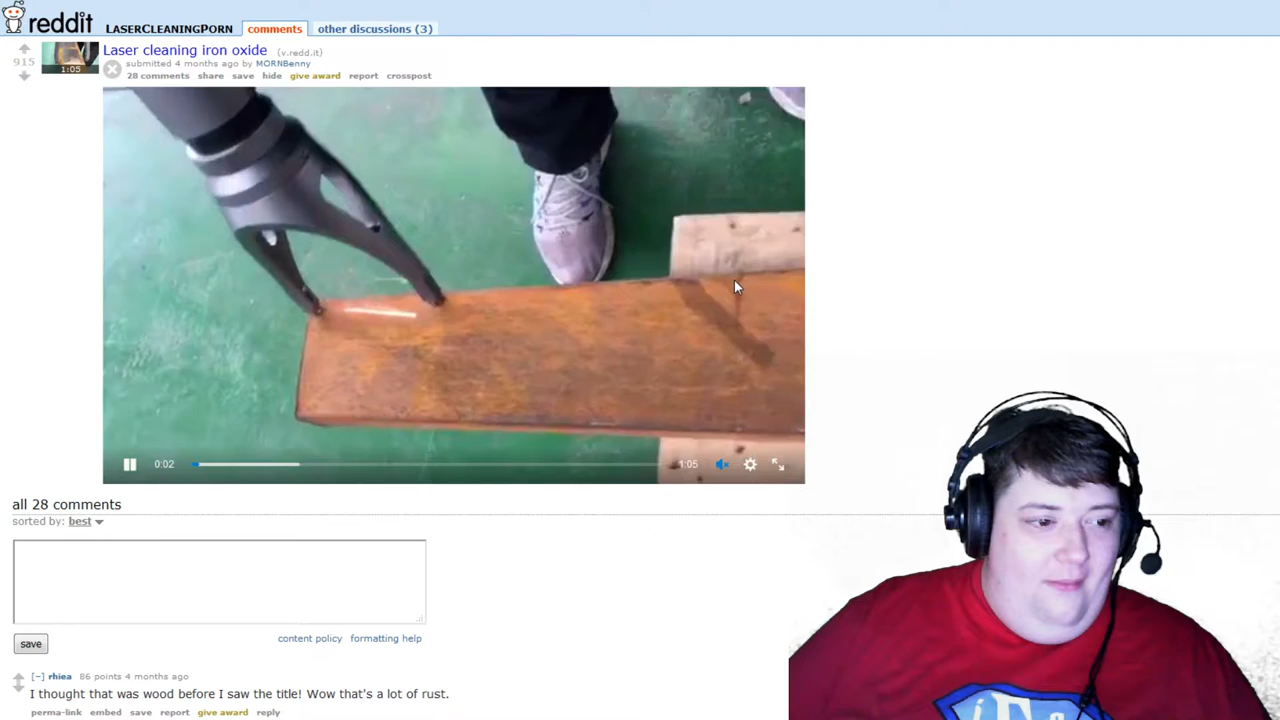 reddit LASERCLEANINGPORN comments other discussions (3)
915
1:05
Laser cleaning iron oxide (v.redd.it)
submitted 4 months ago by MORNBenny
28 comments share save hide give award report crosspost
0:02 1:05
all 28 comments
sorted by: best
save
content policy formatting help
[–] rhiea 86 points 4 months ago
I thought that was wood before I saw the title! Wow that's a lot of rust.
perma-link embed save report give award reply